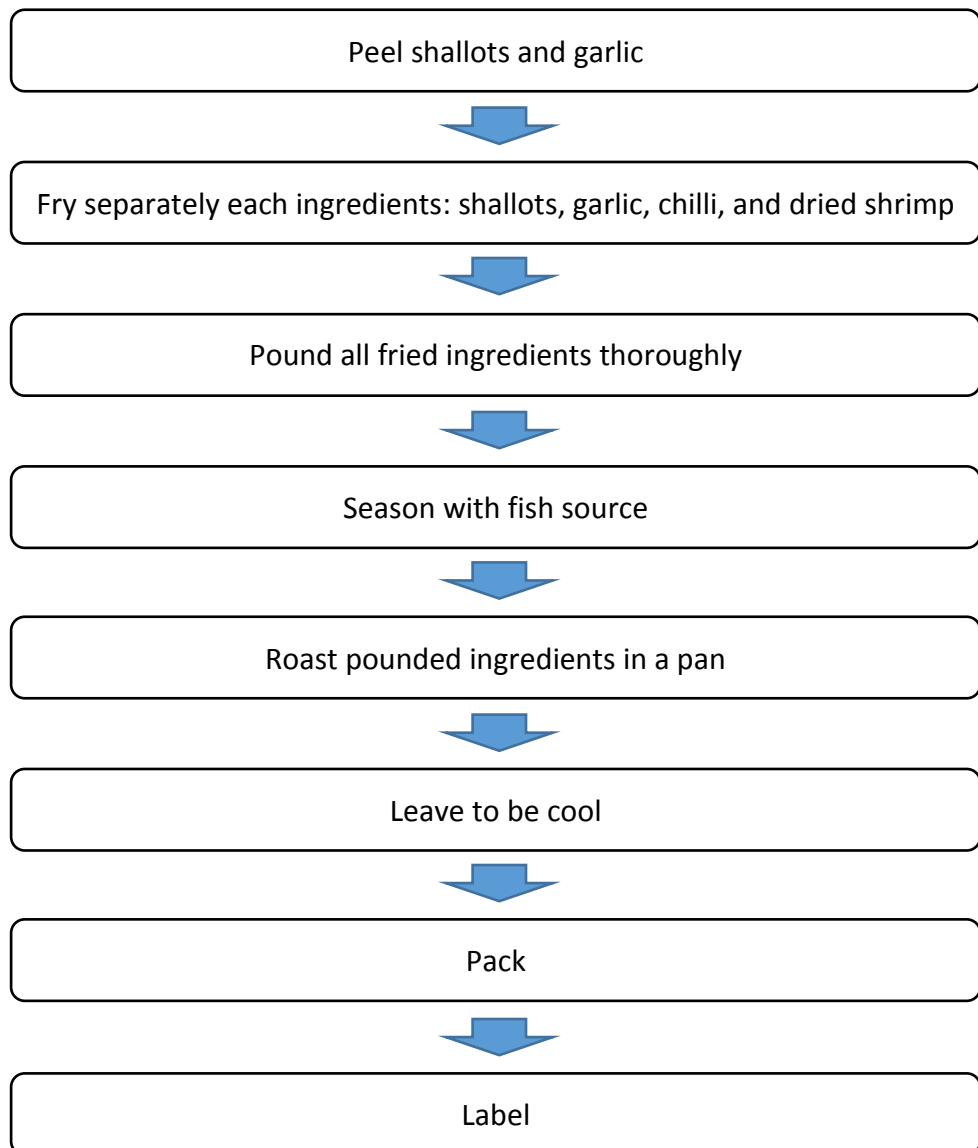 Peel shallots and garlic
Fry separately each ingredients: shallots, garlic, chilli, and dried shrimp
Pound all fried ingredients thoroughly
Season with fish source
Roast pounded ingredients in a pan
Leave to be cool
Pack
Label